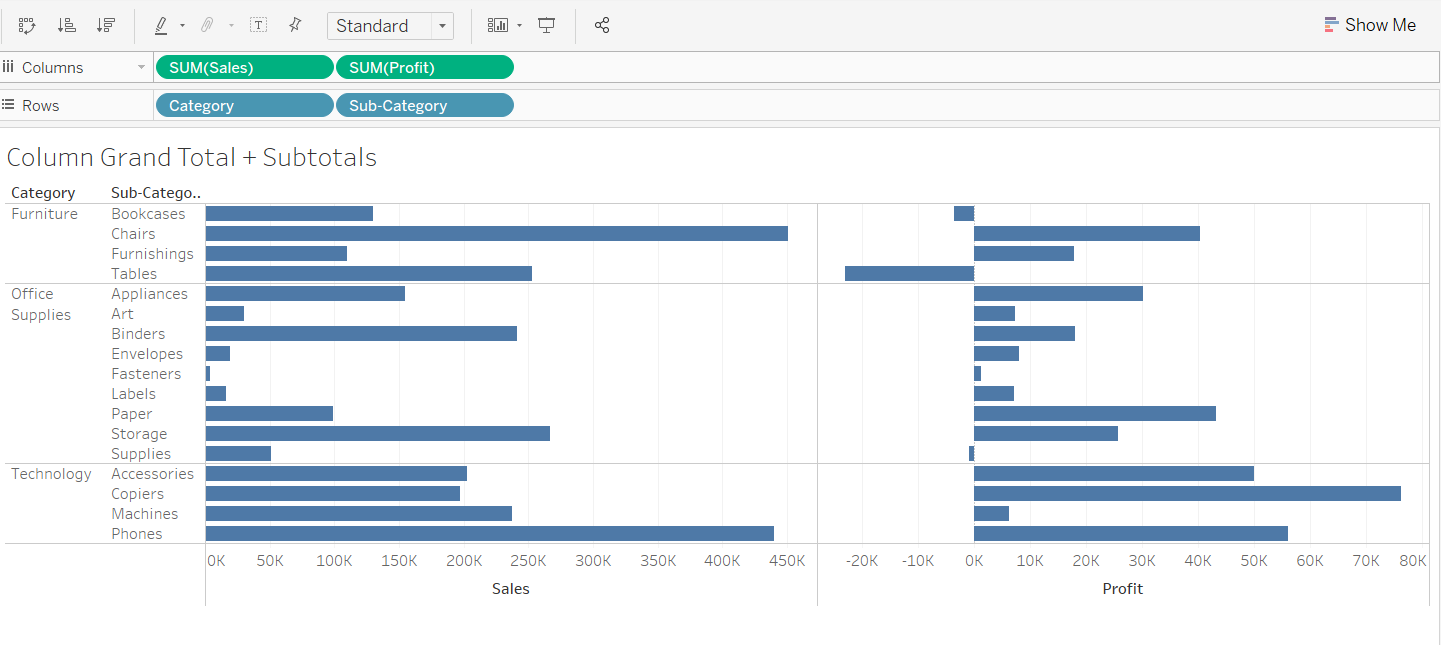 T Standard Show Me
Columns SUM(Sales) SUM(Profit)
Rows Category Sub-Category
Column Grand Total + Subtotals
Category Sub-Catego..
Furniture Bookcases
Chairs
Furnishings
Tables
Office Supplies Appliances
Art
Binders
Envelopes
Fasteners
Labels
Paper
Storage
Supplies
Technology Accessories
Copiers
Machines
Phones
0K 50K 100K 150K 200K 250K 300K 350K 400K 450K -20K -10K 0K 10K 20K 30K 40K 50K 60K 70K 80K
Sales Profit